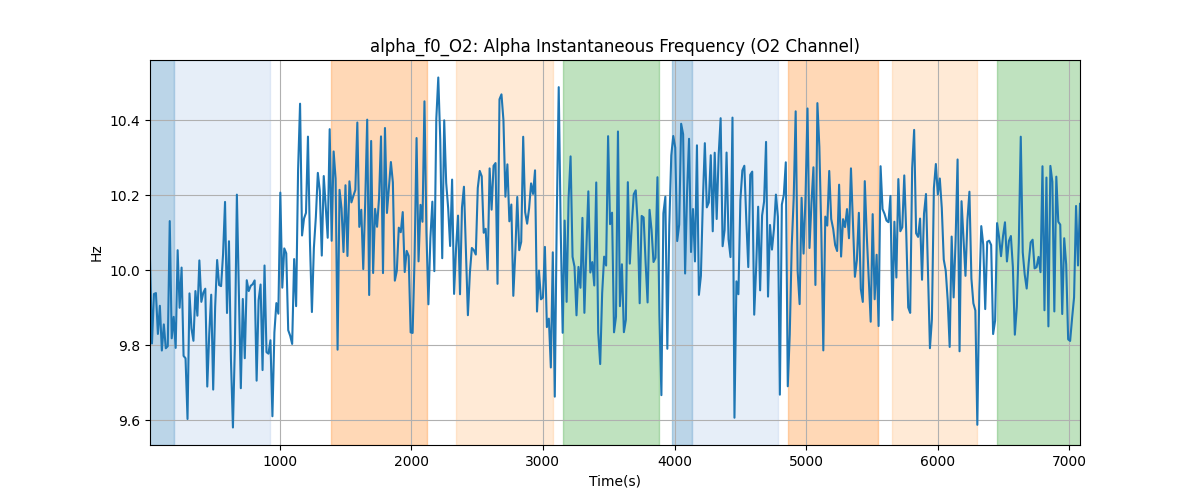 alpha_f0_O2: Alpha Instantaneous Frequency (O2 Channel)
Hz
10.4
10.2
10.0
9.8
9.6
1000 2000 3000 4000 5000 6000 7000
Time(s)